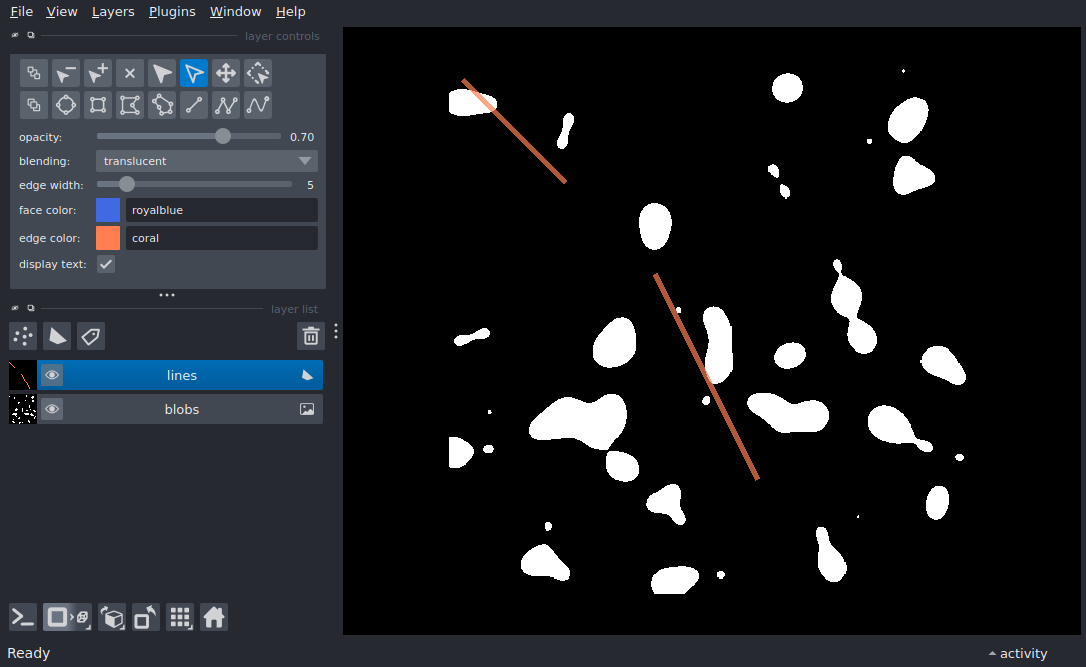 File View Layers Plugins Window Help
layer controls
opacity: 0.70
blending: translucent
edge width: 5
face color: royalblue
edge color: coral
display text:
layer list
lines
blobs
Ready
activity